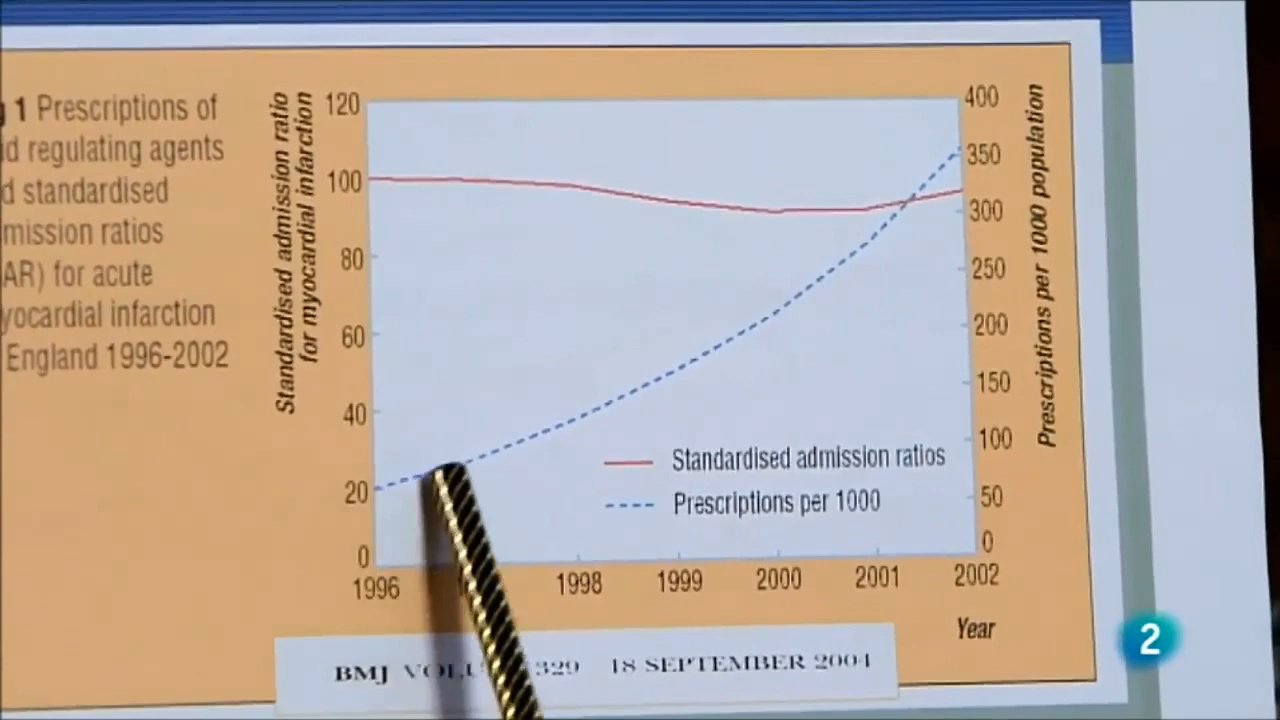 1 Prescriptions of
regulating agents
standardised
mission ratios
AR) for acute
yocardial infarction
England 1996-2002
Standardised admission ratio
for myocardial infarction
120
100
80
60
40
20
0
400
350
300
250
200
150
100
50
0
Prescriptions per 1000 population
Standardised admission ratios
Prescriptions per 1000
1996
1998
1999
2000
2001
2002
Year
BMJ 329 18 SEPTEMBER 2004
2